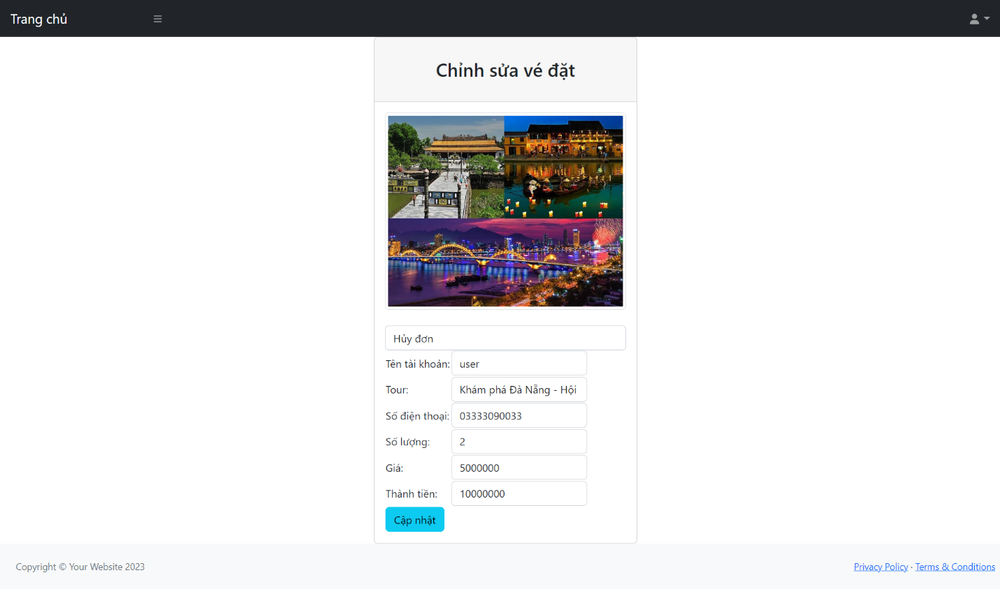 Trang chủ
Chỉnh sửa vé đặt
Hủy đơn
Tên tài khoản: user
Tour: Khám phá Đà Nẵng - Hội
Số điện thoại: 03333090033
Số lượng: 2
Giá: 5000000
Thành tiền: 10000000
Cập nhật
Copyright © Your Website 2023
Privacy Policy · Terms & Conditions